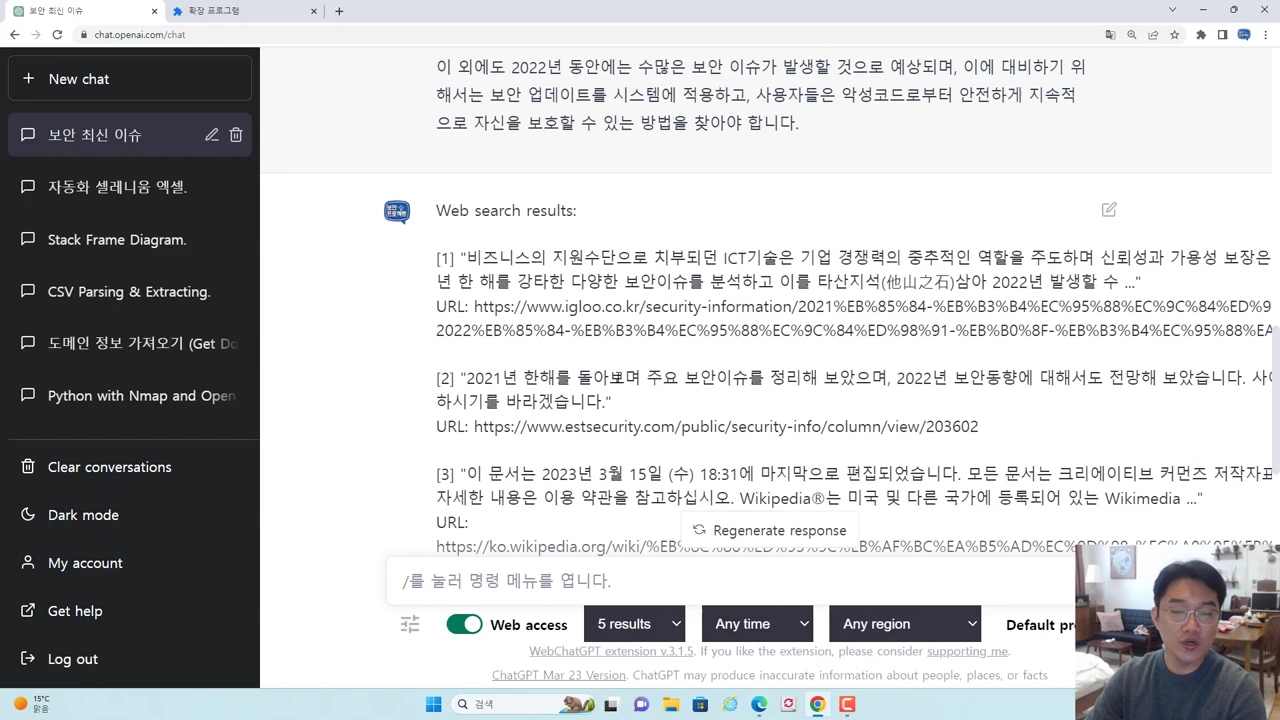 보안 최신 이슈
확장 프로그램
chat.openai.com/chat
New chat
보안 최신 이슈
자동화 셀레니움 엑셀.
Stack Frame Diagram.
CSV Parsing & Extracting.
도메인 정보 가져오기 (Get Do
Python with Nmap and Open
Clear conversations
Dark mode
My account
Get help
Log out
이 외에도 2022년 동안에는 수많은 보안 이슈가 발생할 것으로 예상되며, 이에 대비하기 위
해서는 보안 업데이트를 시스템에 적용하고, 사용자들은 악성코드로부터 안전하게 지속적
으로 자신을 보호할 수 있는 방법을 찾아야 합니다.
보안
프로젝트
Web search results:
[1] "비즈니스의 지원수단으로 치부되던 ICT기술은 기업 경쟁력의 중추적인 역할을 주도하며 신뢰성과 가용성 보장은
년 한 해를 강타한 다양한 보안이슈를 분석하고 이를 타산지석(他山之石)삼아 2022년 발생할 수 ..."
URL: https://www.igloo.co.kr/security-information/2021%EB%85%84-%EB%B3%B4%EC%95%88%EC%9C%84%ED%9
2022%EB%85%84-%EB%B3%B4%EC%95%88%EC%9C%84%ED%98%91-%EB%B0%8F-%EB%B3%B4%EC%95%88%EA
[2] "2021년 한해를 돌아보며 주요 보안이슈를 정리해 보았으며, 2022년 보안동향에 대해서도 전망해 보았습니다. 사이
하시기를 바라겠습니다."
URL: https://www.estsecurity.com/public/security-info/column/view/203602
[3] "이 문서는 2023년 3월 15일 (수) 18:31에 마지막으로 편집되었습니다. 모든 문서는 크리에이티브 커먼즈 저작자표
자세한 내용은 이용 약관을 참고하십시오. Wikipedia®는 미국 및 다른 국가에 등록되어 있는 Wikimedia ..."
URL:
Regenerate response
/를 눌러 명령 메뉴를 엽니다.
Web access
5 results
Any time
Any region
Default pr
WebChatGPT extension v.3.1.5. If you like the extension, please consider supporting me.
ChatGPT Mar 23 Version. ChatGPT may produce inaccurate information about people, places, or facts
15°C
맑음
검색